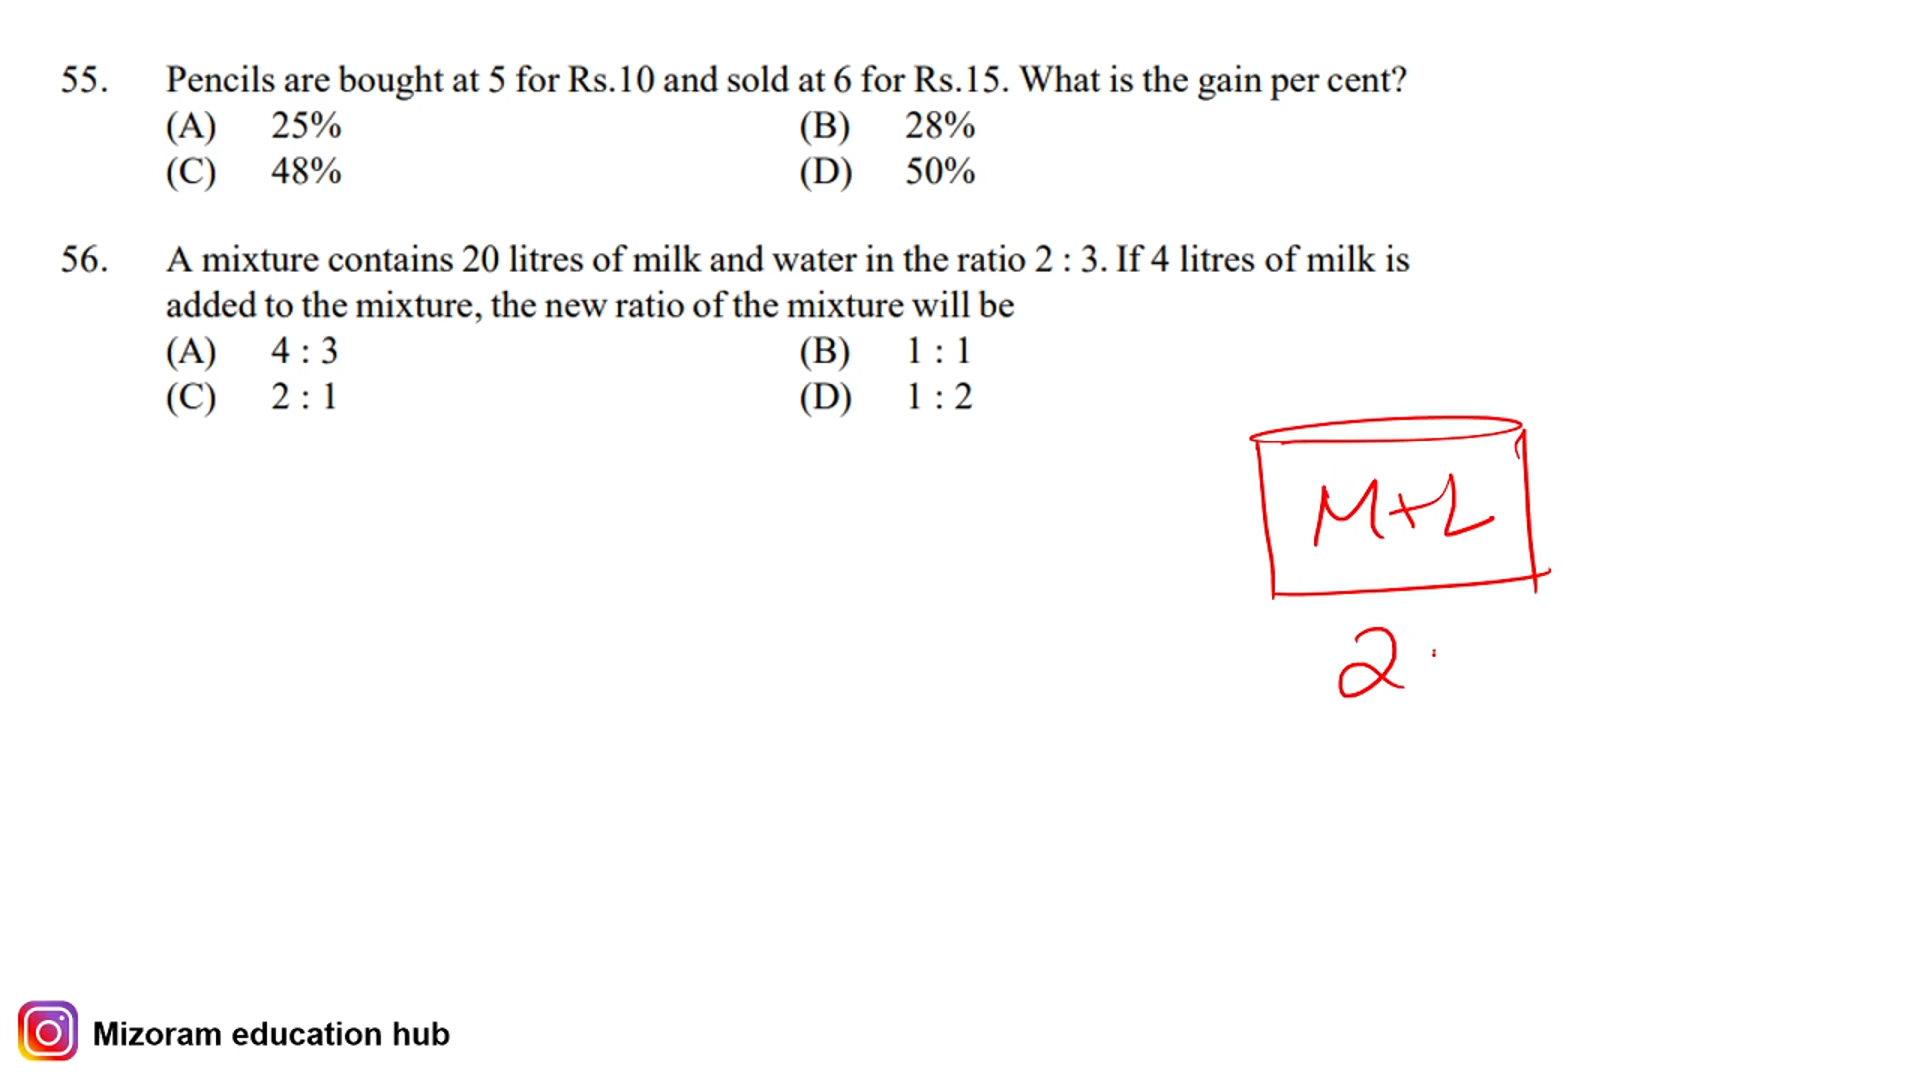 55. Pencils are bought at 5 for Rs.10 and sold at 6 for Rs.15. What is the gain per cent?
(A) 25% (B) 28%
(C) 48% (D) 50%
56. A mixture contains 20 litres of milk and water in the ratio 2 : 3. If 4 litres of milk is
added to the mixture, the new ratio of the mixture will be
(A) 4 : 3 (B) 1 : 1
(C) 2 : 1 (D) 1 : 2
M+L
2 :
Mizoram education hub